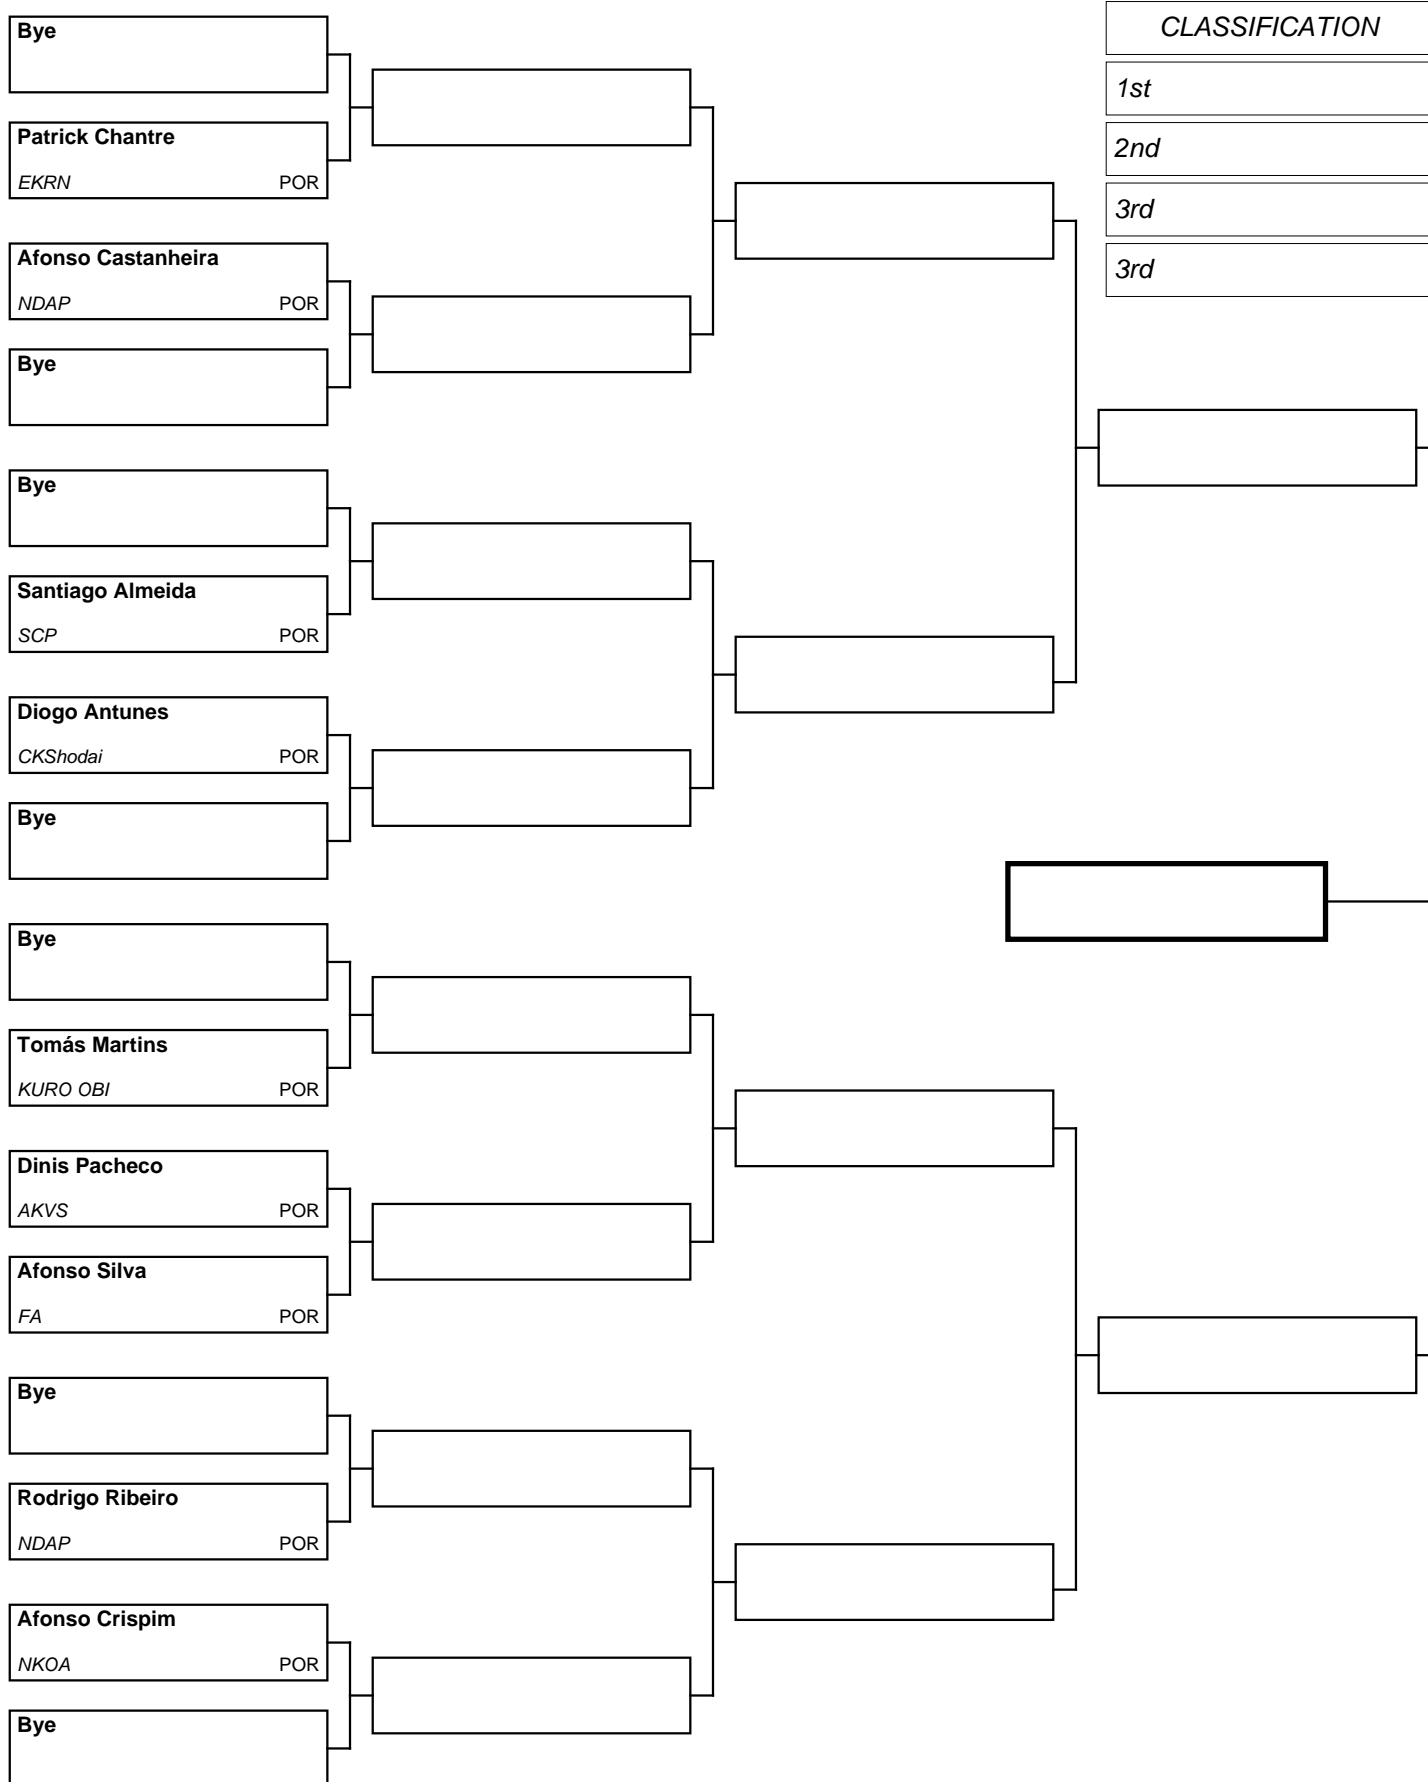 Bye
Patrick Chantre
EKRN POR
Afonso Castanheira
NDAP POR
Bye
Bye
Santiago Almeida
SCP POR
Diogo Antunes
CKShodai POR
Bye
Bye
Tomás Martins
KURO OBI POR
Dinis Pacheco
AKVS POR
Afonso Silva
FA POR
Bye
Rodrigo Ribeiro
NDAP POR
Afonso Crispim
NKOA POR
Bye
CLASSIFICATION
1st
2nd
3rd
3rd